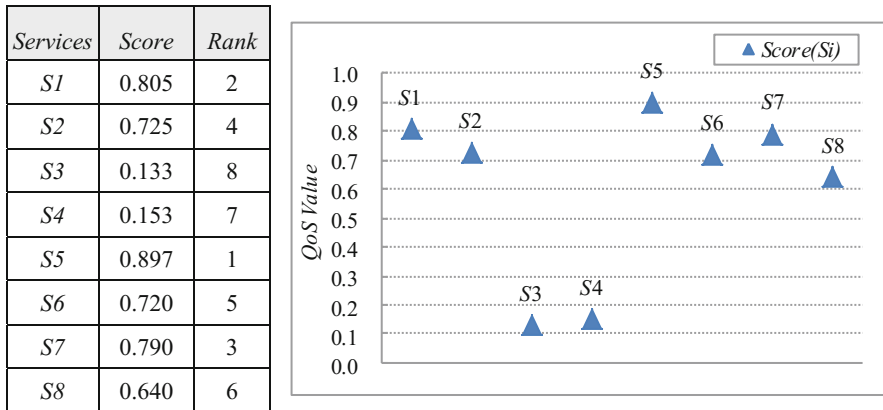 Services Score Rank
S1 0.805 2
S2 0.725 4
S3 0.133 8
S4 0.153 7
S5 0.897 1
S6 0.720 5
S7 0.790 3
S8 0.640 6
Score(Si)
QoS Value
1.0
0.9
0.8
0.7
0.6
0.5
0.4
0.3
0.2
0.1
0.0
S1
S2
S3
S4
S5
S6
S7
S8